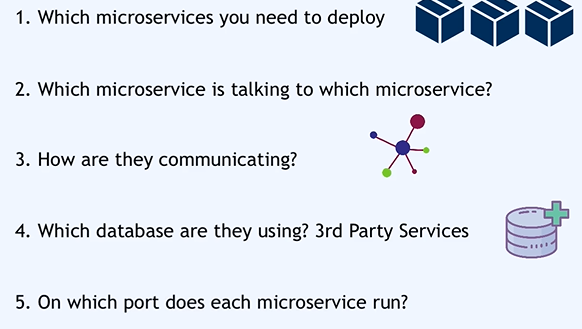 1. Which microservices you need to deploy
2. Which microservice is talking to which microservice?
3. How are they communicating?
4. Which database are they using? 3rd Party Services
5. On which port does each microservice run?